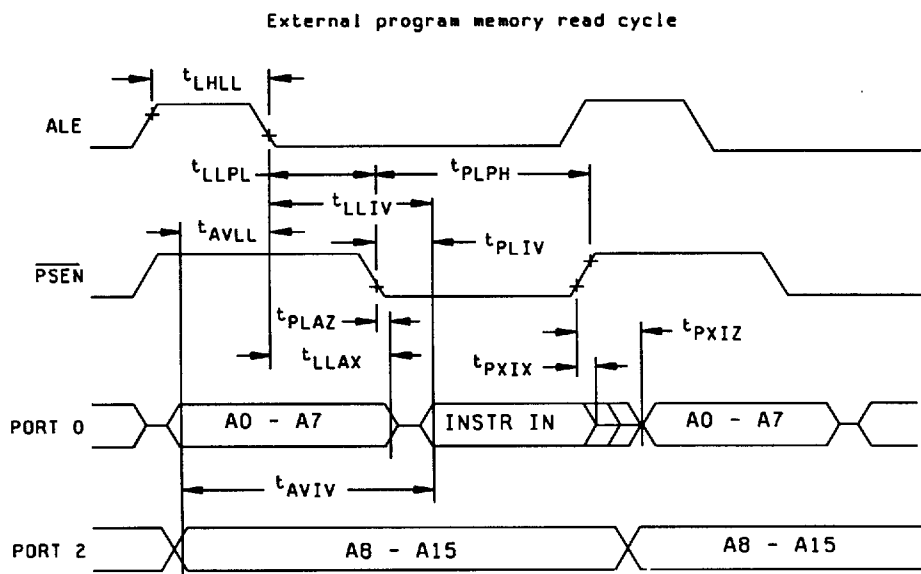 External program memory read cycle
tLHLL
ALE
tLLPL
tPLPH
tLLIV
tAVLL
tPLIV
PSEN
tPLAZ
tPXIZ
tLLAX
tPXIX
PORT 0
A0 - A7
INSTR IN
A0 - A7
tAVIV
PORT 2
A8 - A15
A8 - A15